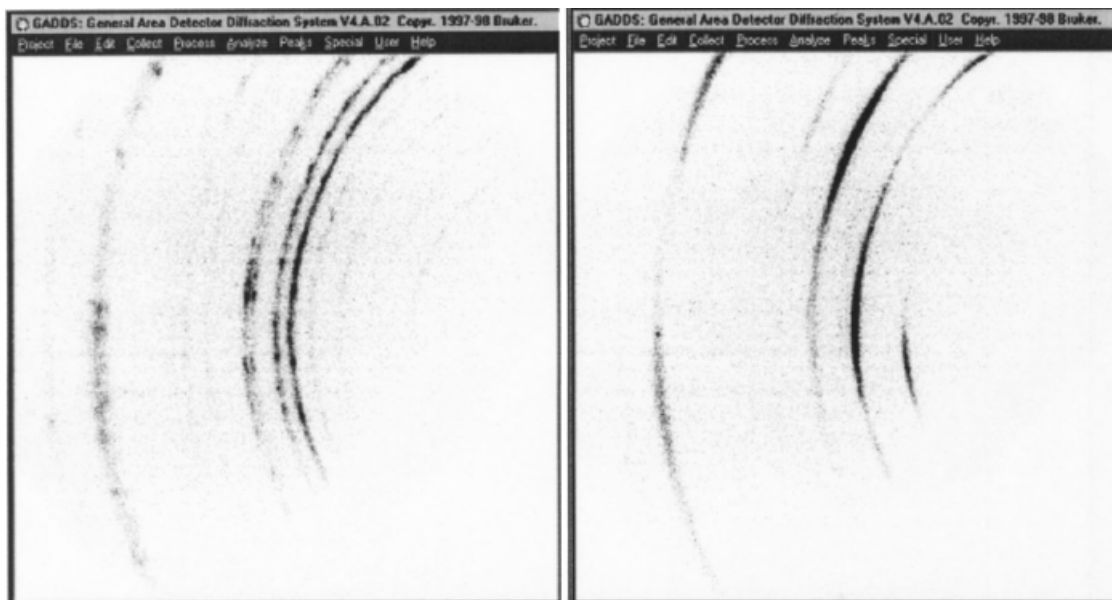 GADDS: General Area Detector Diffraction System V4.A.02 Copyr. 1997-98 Bruker.
Project File Edit Collect Process Analyze Peaks Special User Help
GADDS: General Area Detector Diffraction System V4.A.02 Copyr. 1997-98 Bruker.
Project File Edit Collect Process Analyze Peaks Special User Help